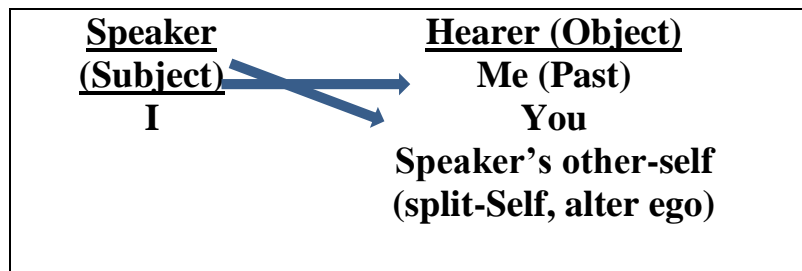 Speaker Hearer (Object)
(Subject) Me (Past)
I You
Speaker’s other-self
(split-Self, alter ego)